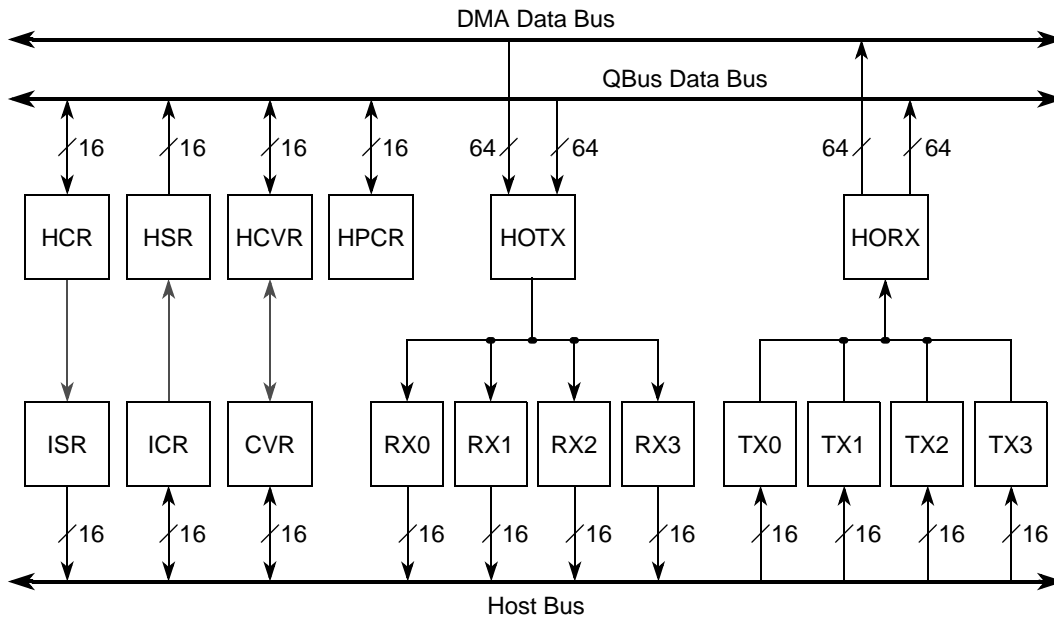 DMA Data Bus
QBus Data Bus
16 16 16 16 64 64 64 64
HCR HSR HCVR HPCR HOTX HORX
ISR ICR CVR RX0 RX1 RX2 RX3 TX0 TX1 TX2 TX3
16 16 16 16 16 16 16 16 16 16 16
Host Bus